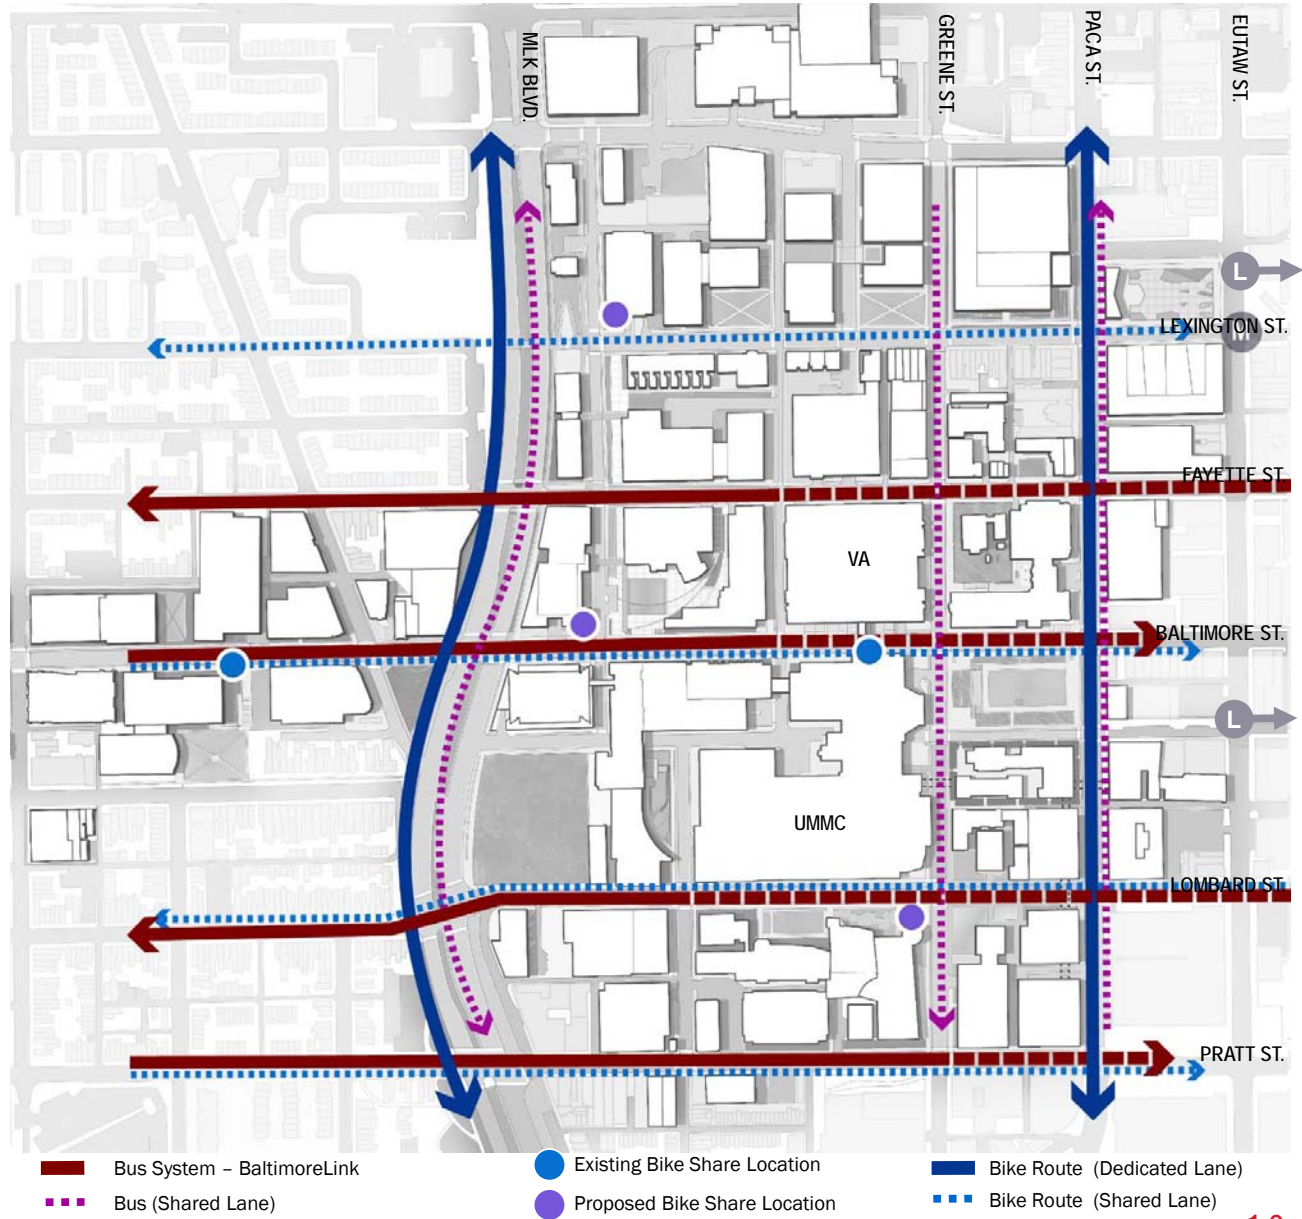 MLK BLVD.
GREENE ST.
PACA ST.
EUTAW ST.
L
LEXINGTON ST.
M
FAYETTE ST.
VA
BALTIMORE ST.
L
UMMC
LOMBARD ST.
PRATT ST.
Bus System – BaltimoreLink
Existing Bike Share Location
Bike Route (Dedicated Lane)
Bus (Shared Lane)
Proposed Bike Share Location
Bike Route (Shared Lane)